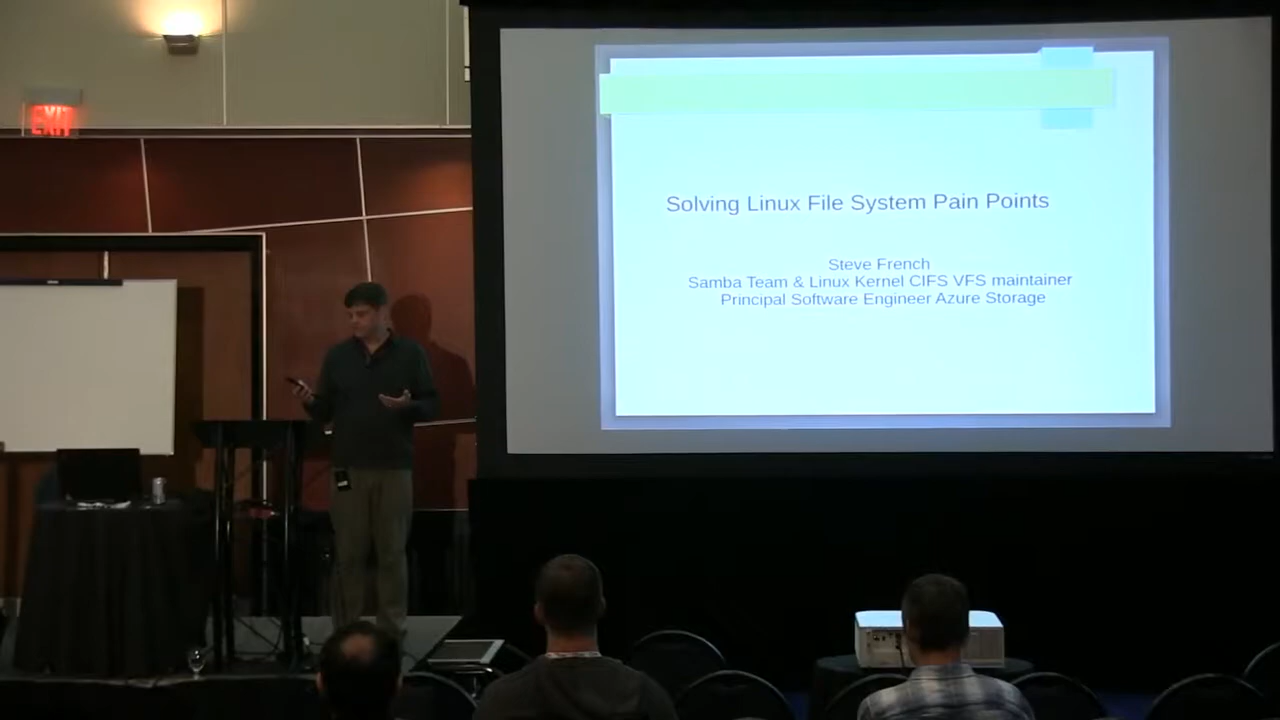 EXIT
Solving Linux File System Pain Points
Steve French
Samba Team & Linux Kernel CIFS VFS maintainer
Principal Software Engineer Azure Storage